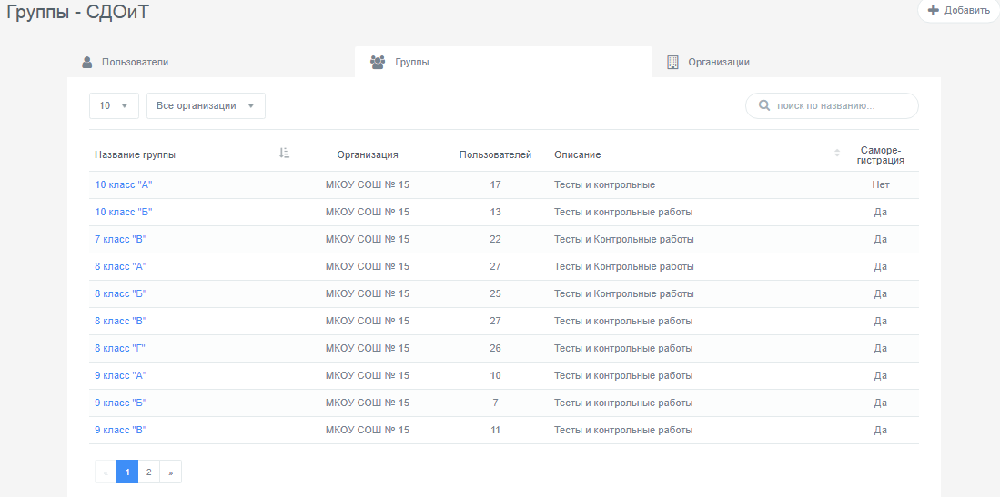 Группы - СДОиТ
Добавить
Пользователи Группы Организации
10 Все организации поиск по названию...
Название группы Организация Пользователей Описание Саморе-
гистрация
10 класс "А" МКОУ СОШ № 15 17 Тесты и контрольные Нет
10 класс "Б" МКОУ СОШ № 15 13 Тесты и контрольные работы Да
7 класс "В" МКОУ СОШ № 15 22 Тесты и Контрольные работы Да
8 класс "А" МКОУ СОШ № 15 27 Тесты и Контрольные работы Да
8 класс "Б" МКОУ СОШ № 15 25 Тесты и Контрольные работы Да
8 класс "В" МКОУ СОШ № 15 27 Тесты и контрольные работы Да
8 класс "Г" МКОУ СОШ № 15 26 Тесты и контрольные работы Да
9 класс "А" МКОУ СОШ № 15 10 Тесты и контрольные работы Да
9 класс "Б" МКОУ СОШ № 15 7 Тесты и контрольные работы Да
9 класс "В" МКОУ СОШ № 15 11 Тесты и контрольные работы Да
« 1 2 »